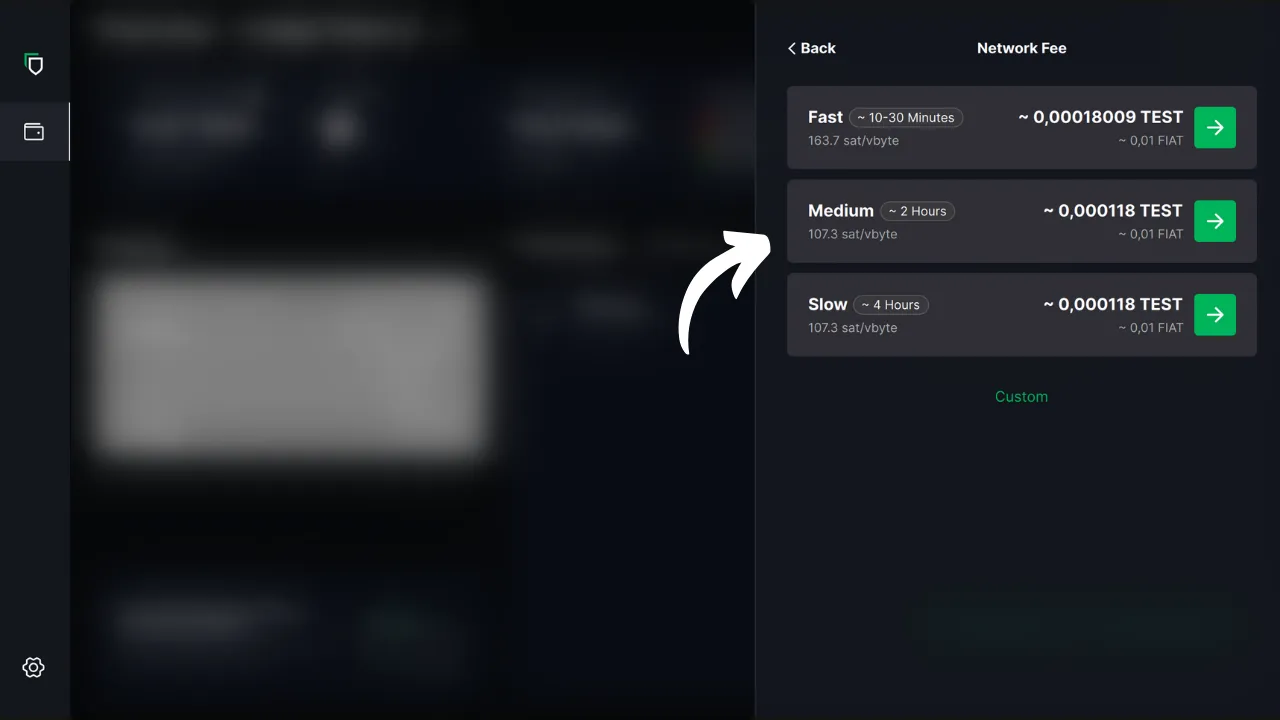 Back
Network Fee
Fast ~ 10-30 Minutes ~ 0,00018009 TEST
163.7 sat/vbyte ~ 0,01 FIAT
Medium ~ 2 Hours ~ 0,000118 TEST
107.3 sat/vbyte ~ 0,01 FIAT
Slow ~ 4 Hours ~ 0,000118 TEST
107.3 sat/vbyte ~ 0,01 FIAT
Custom